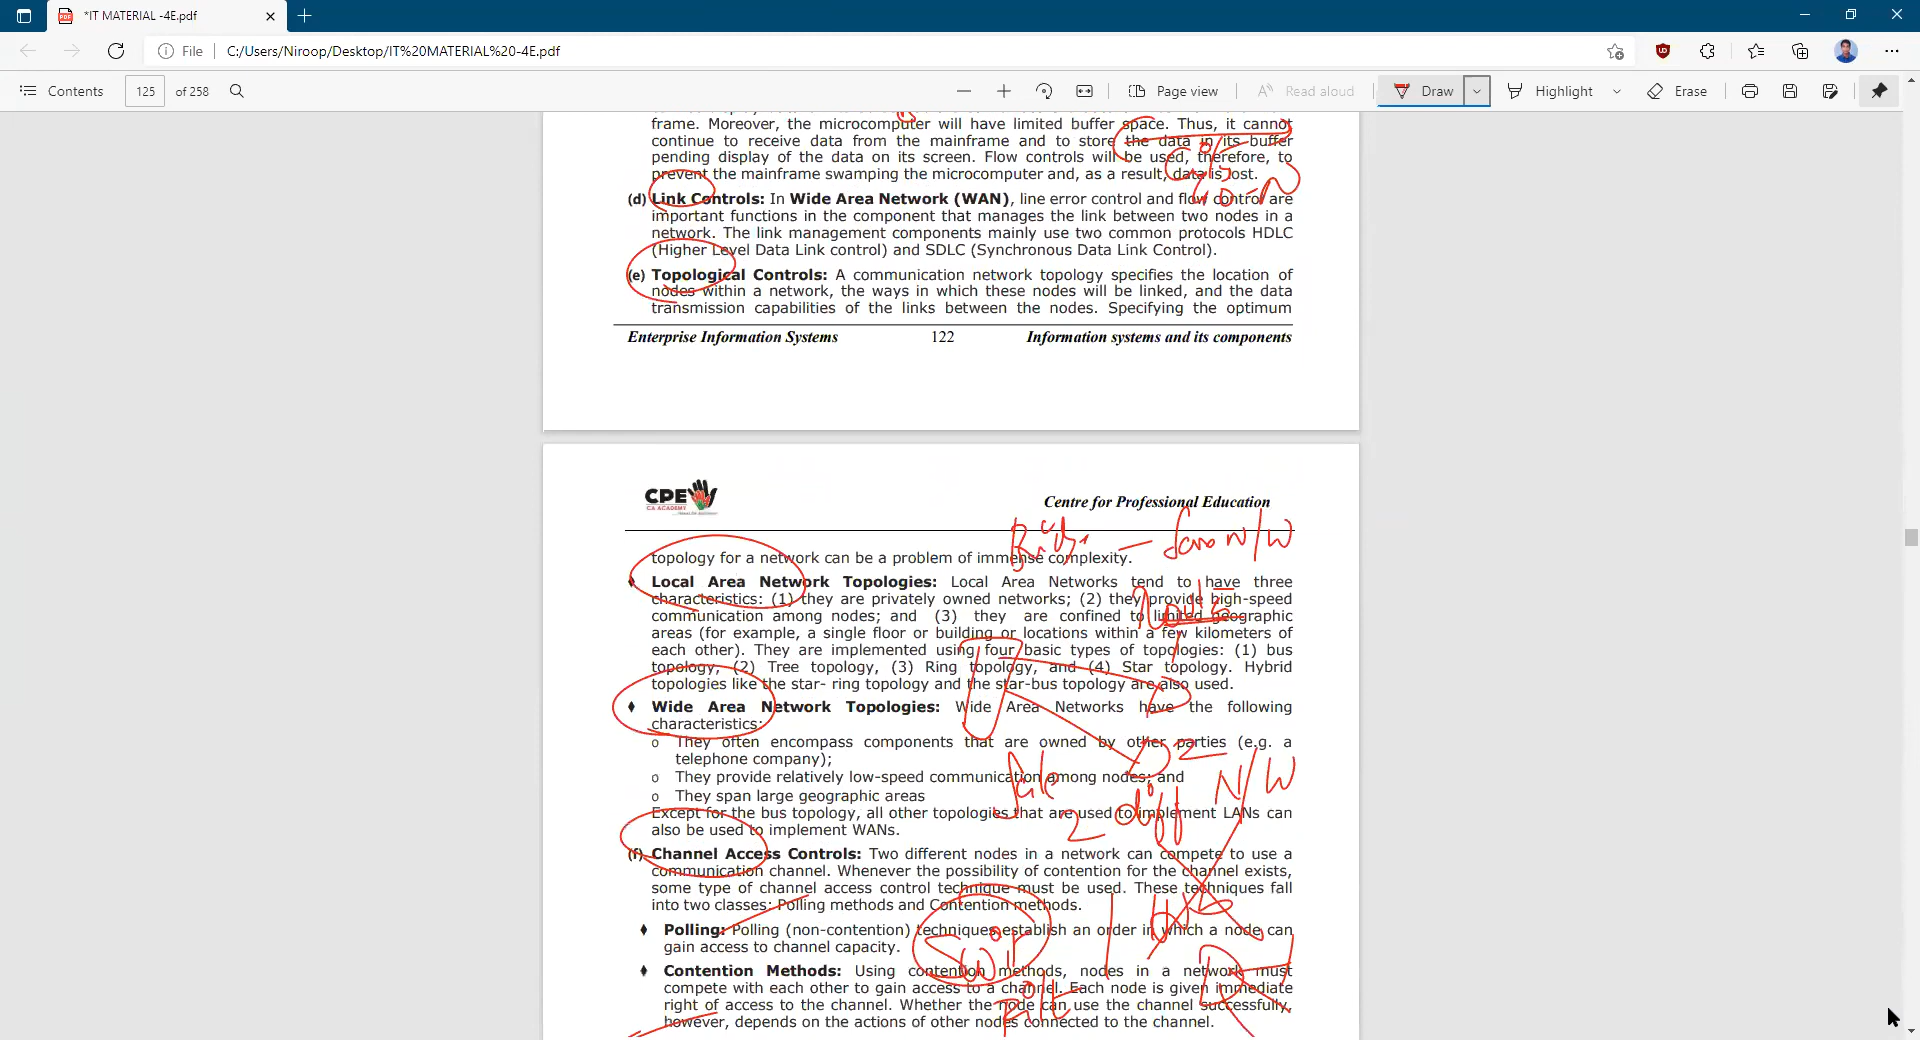 *IT MATERIAL -4E.pdf
File C:/Users/Niroop/Desktop/IT%20MATERIAL%20-4E.pdf
Contents 125 of 258 Page view Read aloud Draw Highlight Erase
frame. Moreover, the microcomputer will have limited buffer space. Thus, it cannot
continue to receive data from the mainframe and to store the data in its buffer
pending display of the data on its screen. Flow controls will be used, therefore, to
prevent the mainframe swamping the microcomputer and, as a result, data is lost.
(d) Link Controls: In Wide Area Network (WAN), line error control and flow control are
important functions in the component that manages the link between two nodes in a
network. The link management components mainly use two common protocols HDLC
(Higher Level Data Link control) and SDLC (Synchronous Data Link Control).
(e) Topological Controls: A communication network topology specifies the location of
nodes within a network, the ways in which these nodes will be linked, and the data
transmission capabilities of the links between the nodes. Specifying the optimum
Enterprise Information Systems 122 Information systems and its components
CPE
CA ACADEMY
Centre for Professional Education
topology for a network can be a problem of immense complexity.
♦ Local Area Network Topologies: Local Area Networks tend to have three
characteristics: (1) they are privately owned networks; (2) they provide high-speed
communication among nodes; and (3) they are confined to limited geographic
areas (for example, a single floor or building or locations within a few kilometers of
each other). They are implemented using four basic types of topologies: (1) bus
topology, (2) Tree topology, (3) Ring topology, and (4) Star topology. Hybrid
topologies like the star- ring topology and the star-bus topology are also used.
♦ Wide Area Network Topologies: Wide Area Networks have the following
characteristics:
o They often encompass components that are owned by other parties (e.g. a
telephone company);
o They provide relatively low-speed communication among nodes; and
o They span large geographic areas
Except for the bus topology, all other topologies that are used to implement LANs can
also be used to implement WANs.
(f) Channel Access Controls: Two different nodes in a network can compete to use a
communication channel. Whenever the possibility of contention for the channel exists,
some type of channel access control technique must be used. These techniques fall
into two classes: Polling methods and Contention methods.
♦ Polling: Polling (non-contention) techniques establish an order in which a node can
gain access to channel capacity.
♦ Contention Methods: Using contention methods, nodes in a network must
compete with each other to gain access to a channel. Each node is given immediate
right of access to the channel. Whether the node can use the channel successfully,
however, depends on the actions of other nodes connected to the channel.
N/W
2 diff N/W